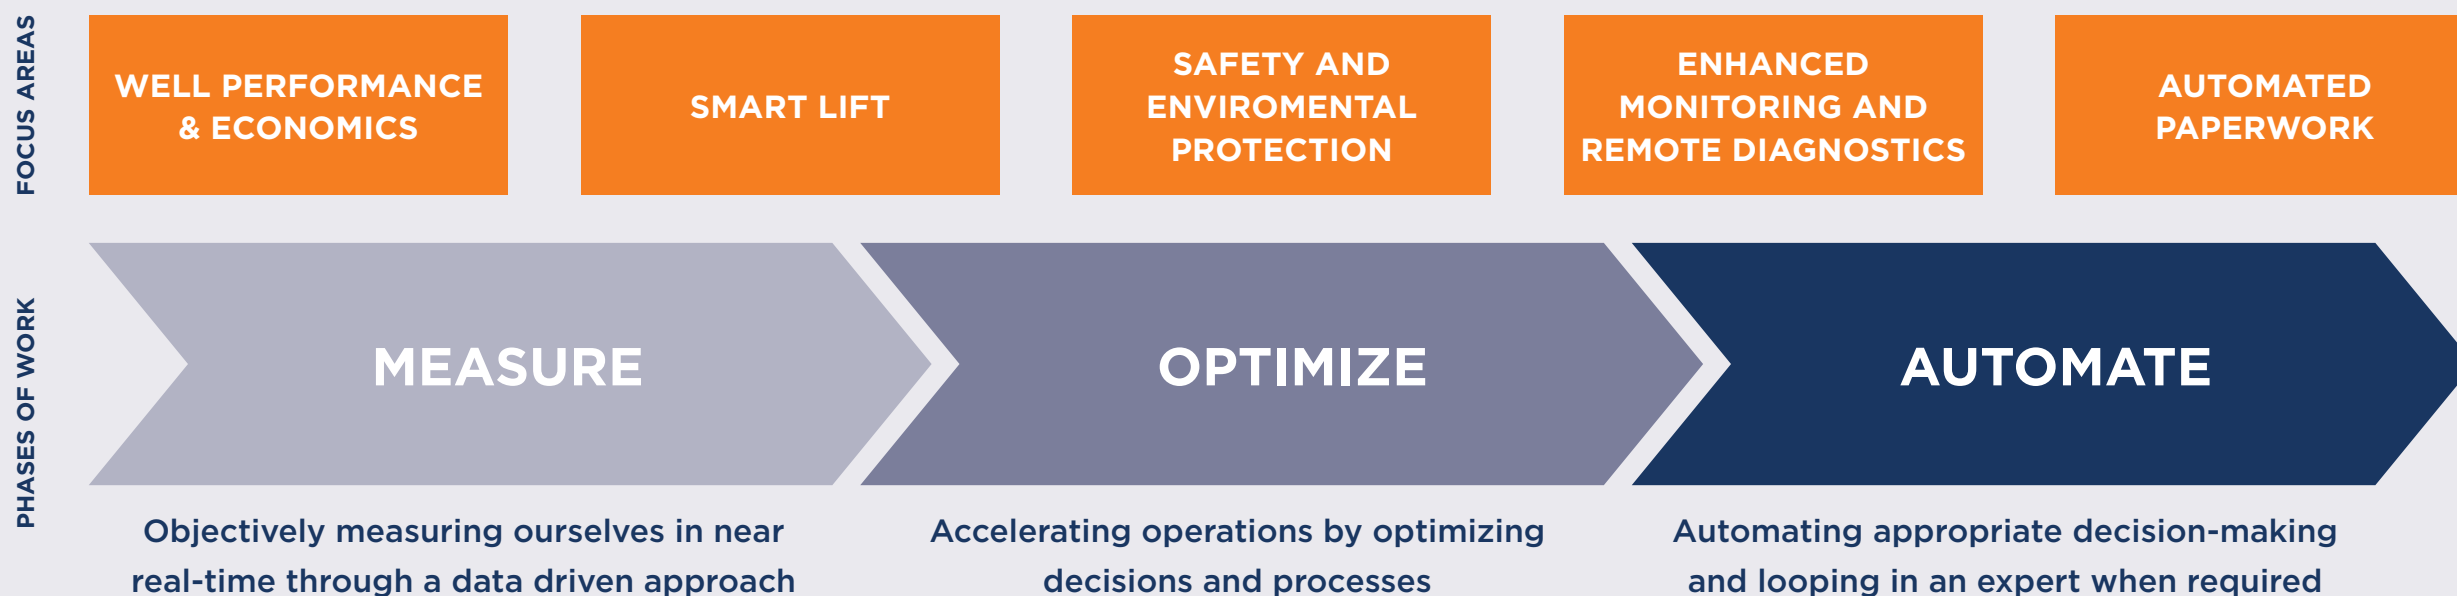 FOCUS AREAS
WELL PERFORMANCE
& ECONOMICS
SMART LIFT
SAFETY AND
ENVIROMENTAL
PROTECTION
ENHANCED
MONITORING AND
REMOTE DIAGNOSTICS
AUTOMATED
PAPERWORK
PHASES OF WORK
MEASURE
OPTIMIZE
AUTOMATE
Objectively measuring ourselves in near
real-time through a data driven approach
Accelerating operations by optimizing
decisions and processes
Automating appropriate decision-making
and looping in an expert when required